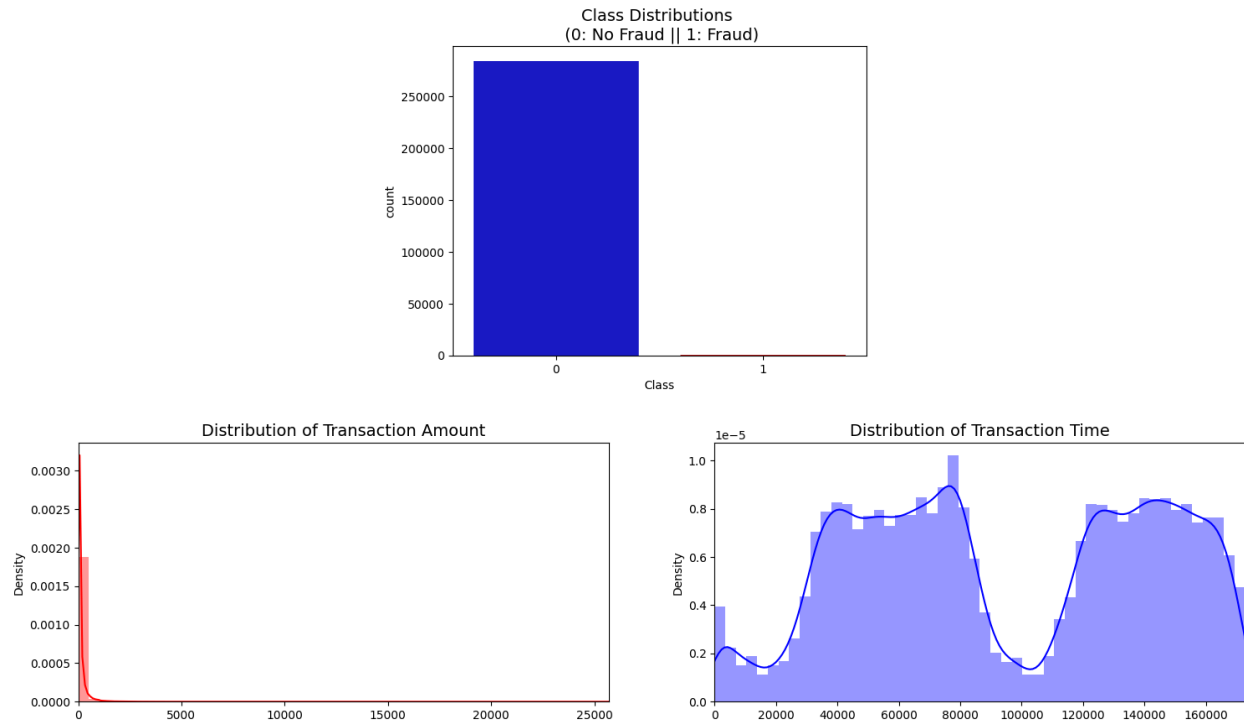 Class Distributions
(0: No Fraud || 1: Fraud)
250000
200000
150000
100000
50000
0
count
0 1
Class
Distribution of Transaction Amount
0.0030
0.0025
0.0020
0.0015
0.0010
0.0005
0.0000
Density
0 5000 10000 15000 20000 25000
Distribution of Transaction Time
1e-5
1.0
0.8
0.6
0.4
0.2
0.0
Density
0 20000 40000 60000 80000 100000 120000 140000 160000